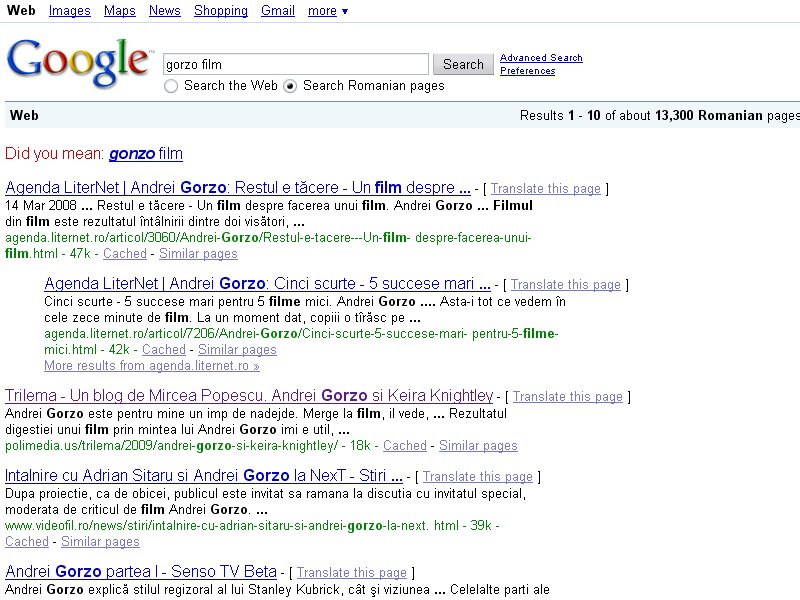 Web Images Maps News Shopping Gmail more ▼
Google™ gorzo film Search Advanced Search
Preferences
Search the Web Search Romanian pages
Web Results 1 - 10 of about 13,300 Romanian pages
Did you mean: gonzo film
Agenda LiterNet | Andrei Gorzo: Restul e tăcere - Un film despre ... - [ Translate this page ]
14 Mar 2008 ... Restul e tăcere - Un film despre facerea unui film. Andrei Gorzo ... Filmul
din film este rezultatul întâlnirii dintre doi visători, ...
agenda.liternet.ro/articol/3060/Andrei-Gorzo/Restul-e-tacere---Un-film- despre-facerea-unui-
film.html - 47k - Cached - Similar pages
Agenda LiterNet | Andrei Gorzo: Cinci scurte - 5 succese mari ... - [ Translate this page ]
Cinci scurte - 5 succese mari pentru 5 filme mici. Andrei Gorzo .... Asta-i tot ce vedem în
cele zece minute de film. La un moment dat, copiii o tîrăsc pe ...
agenda.liternet.ro/articol/7206/Andrei-Gorzo/Cinci-scurte-5-succese-mari- pentru-5-filme-
mici.html - 42k - Cached - Similar pages
More results from agenda.liternet.ro »
Trilema - Un blog de Mircea Popescu. Andrei Gorzo si Keira Knightley - [ Translate this page ]
Andrei Gorzo este pentru mine un imp de nadejde. Merge la film, il vede, ... Rezultatul
digestiei unui film prin mintea lui Andrei Gorzo imi e util, ...
polimedia.us/trilema/2009/andrei-gorzo-si-keira-knightley/ - 18k - Cached - Similar pages
Intalnire cu Adrian Sitaru si Andrei Gorzo la NexT - Stiri ... - [ Translate this page ]
Dupa proiectie, ca de obicei, publicul este invitat sa ramana la discutia cu invitatul special,
moderata de criticul de film Andrei Gorzo. ...
www.videofil.ro/news/stiri/intalnire-cu-adrian-sitaru-si-andrei-gorzo-la-next. html - 39k -
Cached - Similar pages
Andrei Gorzo partea I - Senso TV Beta - [ Translate this page ]
Andrei Gorzo explică stilul regizoral al lui Stanley Kubrick, cât şi viziunea ... Celelalte parti ale